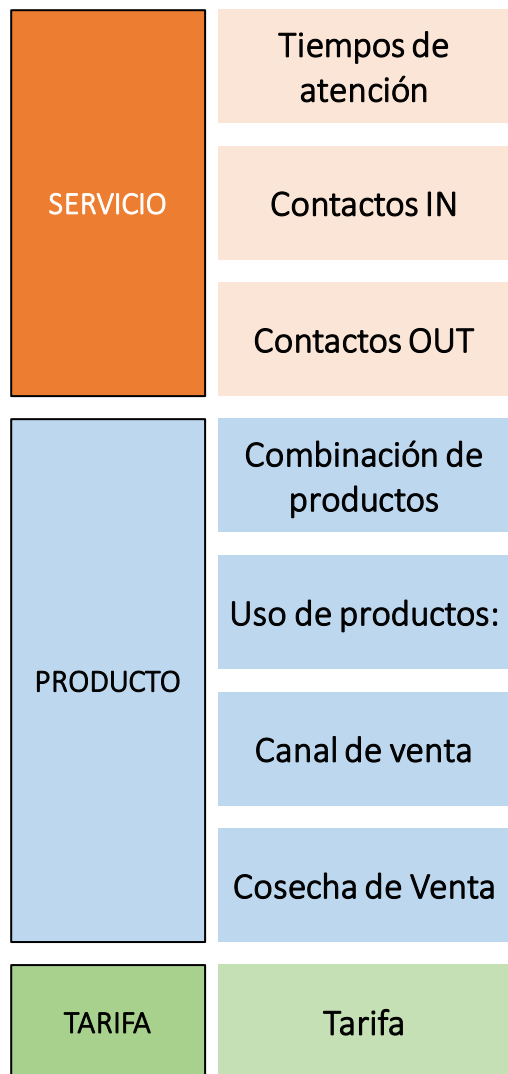 SERVICIO
Tiempos de
atención
Contactos IN
Contactos OUT
PRODUCTO
Combinación de
productos
Uso de productos:
Canal de venta
Cosecha de Venta
TARIFA
Tarifa